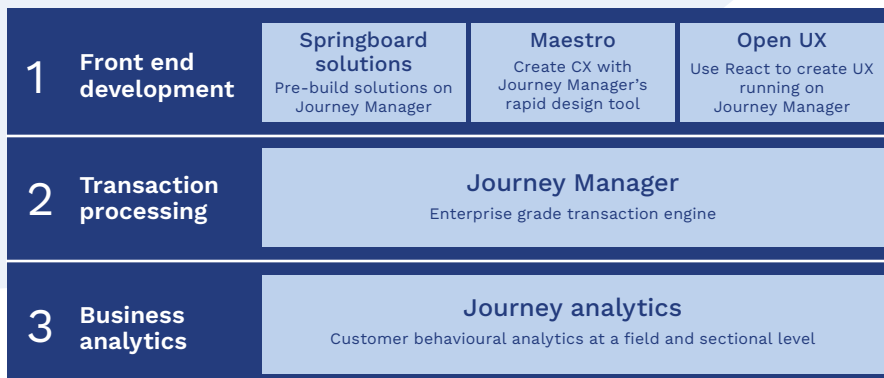 1
Front end
development
Springboard
solutions
Pre-build solutions on
Journey Manager
Maestro
Create CX with
Journey Manager's
rapid design tool
Open UX
Use React to create UX
running on
Journey Manager
2
Transaction
processing
Journey Manager
Enterprise grade transaction engine
3
Business
analytics
Journey analytics
Customer behavioural analytics at a field and sectional level